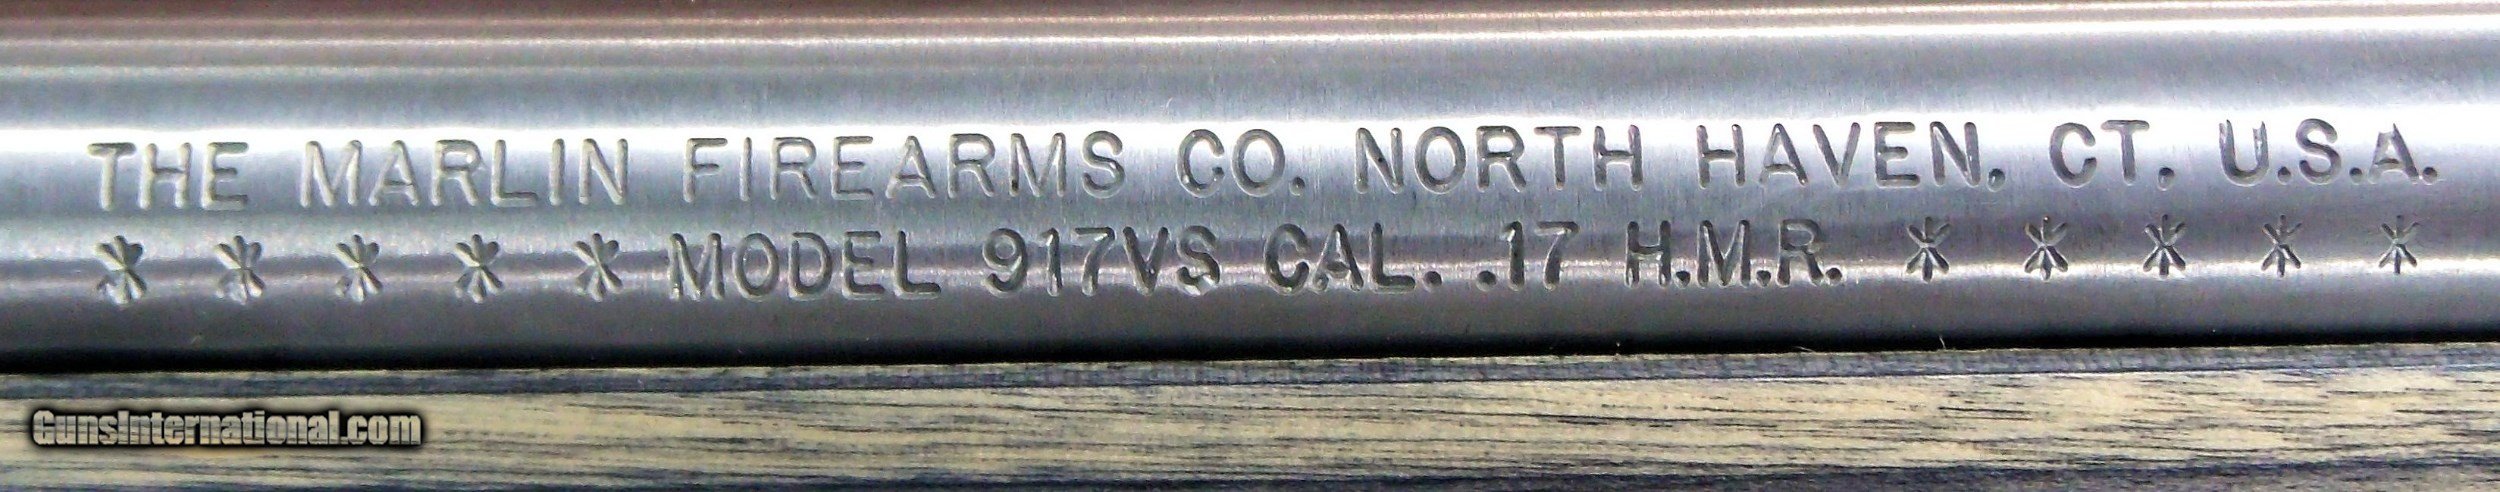 THE MARLIN FIREARMS CO. NORTH HAVEN, CT. U.S.A.
* * * * * MODEL 917VS CAL. .17 H.M.R. * * * * *
GunsInternational.com